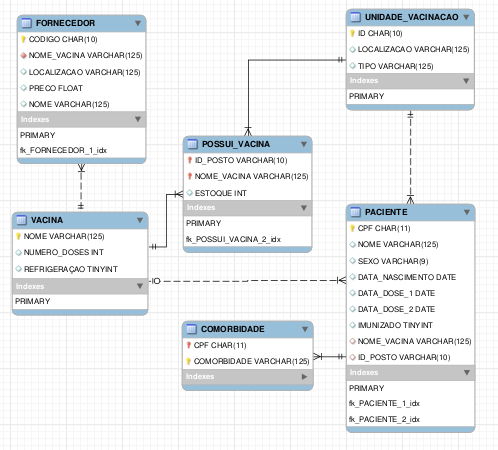 FORNECEDOR
CODIGO CHAR(10)
NOME_VACINA VARCHAR(125)
LOCALIZACAO VARCHAR(125)
PRECO FLOAT
NOME VARCHAR(125)
Indexes
PRIMARY
fk_FORNECEDOR_1_idx
UNIDADE_VACINACAO
ID CHAR(10)
LOCALIZACAO VARCHAR(125)
TIPO VARCHAR(125)
Indexes
PRIMARY
POSSUI_VACINA
ID_POSTO VARCHAR(10)
NOME_VACINA VARCHAR(125)
ESTOQUE INT
Indexes
PRIMARY
fk_POSSUI_VACINA_2_idx
VACINA
NOME VARCHAR(125)
NUMERO_DOSES INT
REFRIGERAÇAO TINYINT
Indexes
PRIMARY
PACIENTE
CPF CHAR(11)
NOME VARCHAR(125)
SEXO VARCHAR(9)
DATA_NASCIMENTO DATE
DATA_DOSE_1 DATE
DATA_DOSE_2 DATE
IMUNIZADO TINYINT
NOME_VACINA VARCHAR(125)
ID_POSTO VARCHAR(10)
Indexes
PRIMARY
fk_PACIENTE_1_idx
fk_PACIENTE_2_idx
COMORBIDADE
CPF CHAR(11)
COMORBIDADE VARCHAR(125)
Indexes